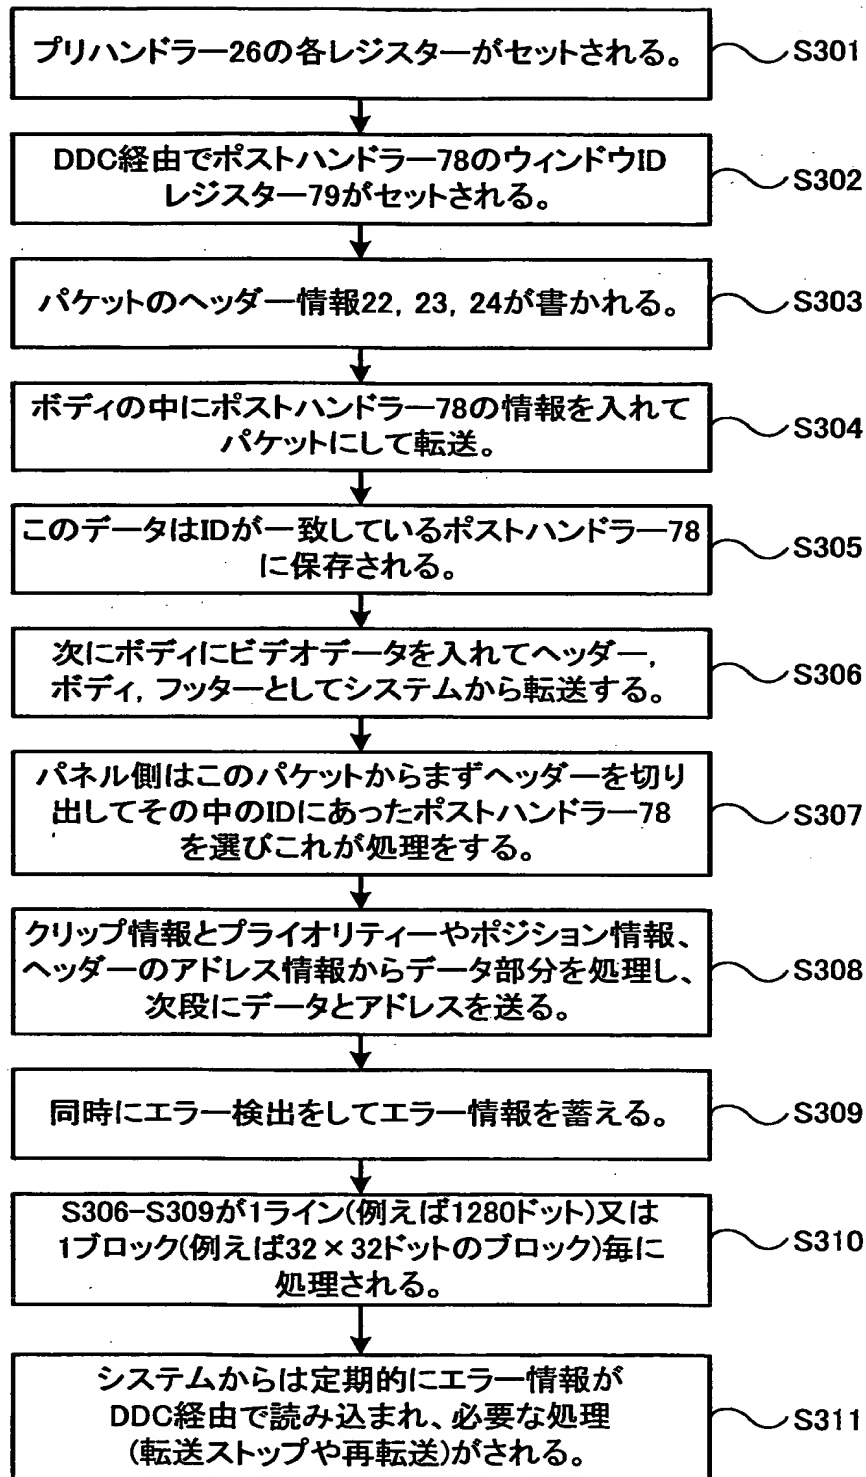 プリハンドラー26の各レジスターがセットされる。
S301
DDC経由でポストハンドラー78のウィンドウID
レジスター79がセットされる。
S302
パケットのヘッダー情報22, 23, 24が書かれる。
S303
ボディの中にポストハンドラー78の情報を入れて
パケットにして転送。
S304
このデータはIDが一致しているポストハンドラー78
に保存される。
S305
次にボディにビデオデータを入れてヘッダー,
ボディ, フッターとしてシステムから転送する。
S306
パネル側はこのパケットからまずヘッダーを切り
出してその中のIDにあったポストハンドラー78
を選びこれが処理をする。
S307
クリップ情報とプライオリティーやポジション情報、
ヘッダーのアドレス情報からデータ部分を処理し、
次段にデータとアドレスを送る。
S308
同時にエラー検出をしてエラー情報を蓄える。
S309
S306-S309が1ライン(例えば1280ドット)又は
1ブロック(例えば32×32ドットのブロック)毎に
処理される。
S310
システムからは定期的にエラー情報が
DDC経由で読み込まれ、必要な処理
(転送ストップや再転送)がされる。
S311